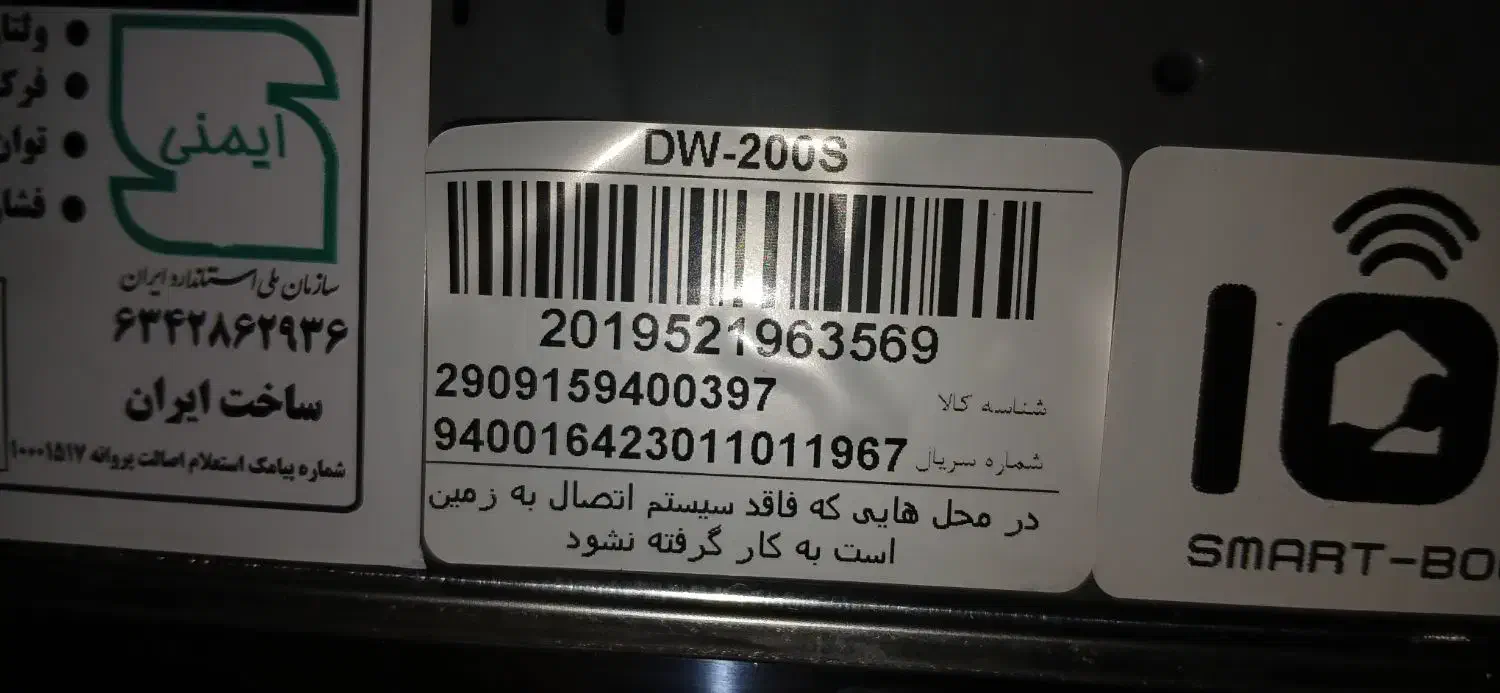 ایمنی
سازمان ملی استاندارد ایران
۶۳۴۲۸۶۲۹۳۶
ساخت ایران
شماره پیامک استعلام اصالت پروانه ۱۰۰۰۱۵۱۷
DW-200S
2019521963569
2909159400397 شناسه کالا
940016423011011967 شماره سریال
در محل هایی که فاقد سیستم اتصال به زمین
است به کار گرفته نشود
IQ
SMART-BO